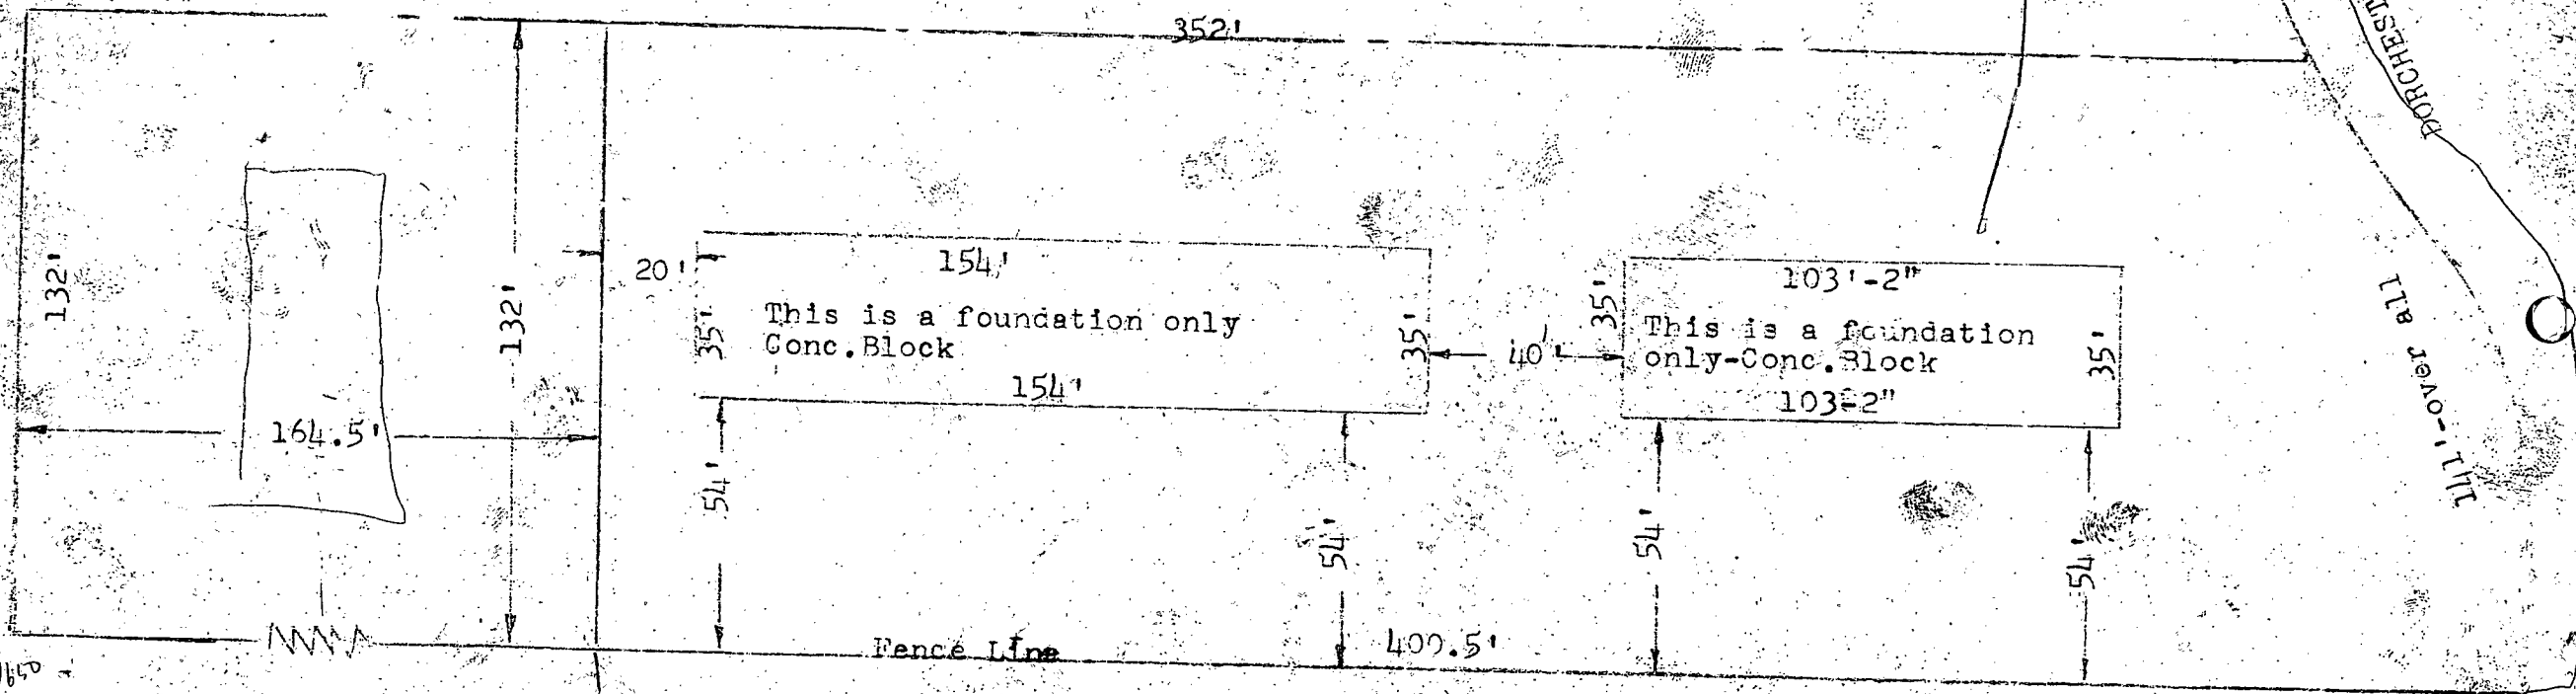 352'
DORCHEST
132'
132'
20'
154'
35'
This is a foundation only
Conc.Block
35'
154'
40'
35'
103'-2"
This is a foundation
only-Conc.Block
35'
103-2"
141'-over all
164.5'
54'
54'
54'
54'
Fence Line
400.5'